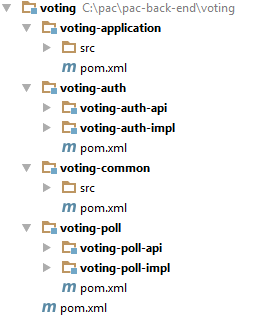 voting C:\pac\pac-back-end\voting
voting-application
src
pom.xml
voting-auth
voting-auth-api
voting-auth-impl
pom.xml
voting-common
src
pom.xml
voting-poll
voting-poll-api
voting-poll-impl
pom.xml
pom.xml